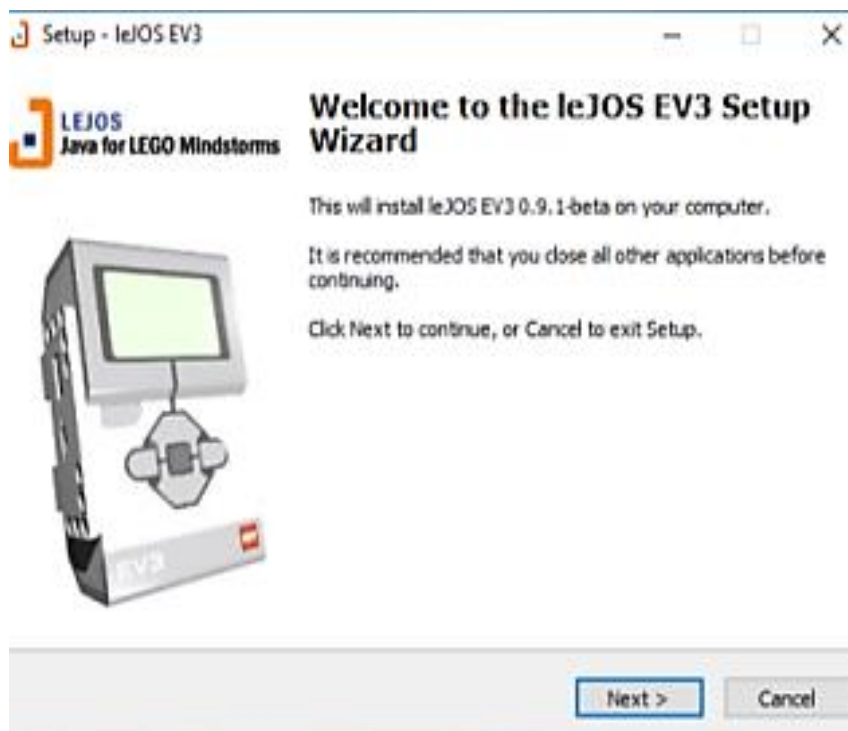 Setup - leJOS EV3
LEJOS
Java for LEGO Mindstorms
Welcome to the leJOS EV3 Setup
Wizard
This will install leJOS EV3 0.9.1-beta on your computer.
It is recommended that you close all other applications before
continuing.
Click Next to continue, or Cancel to exit Setup.
EV3
Next >
Cancel